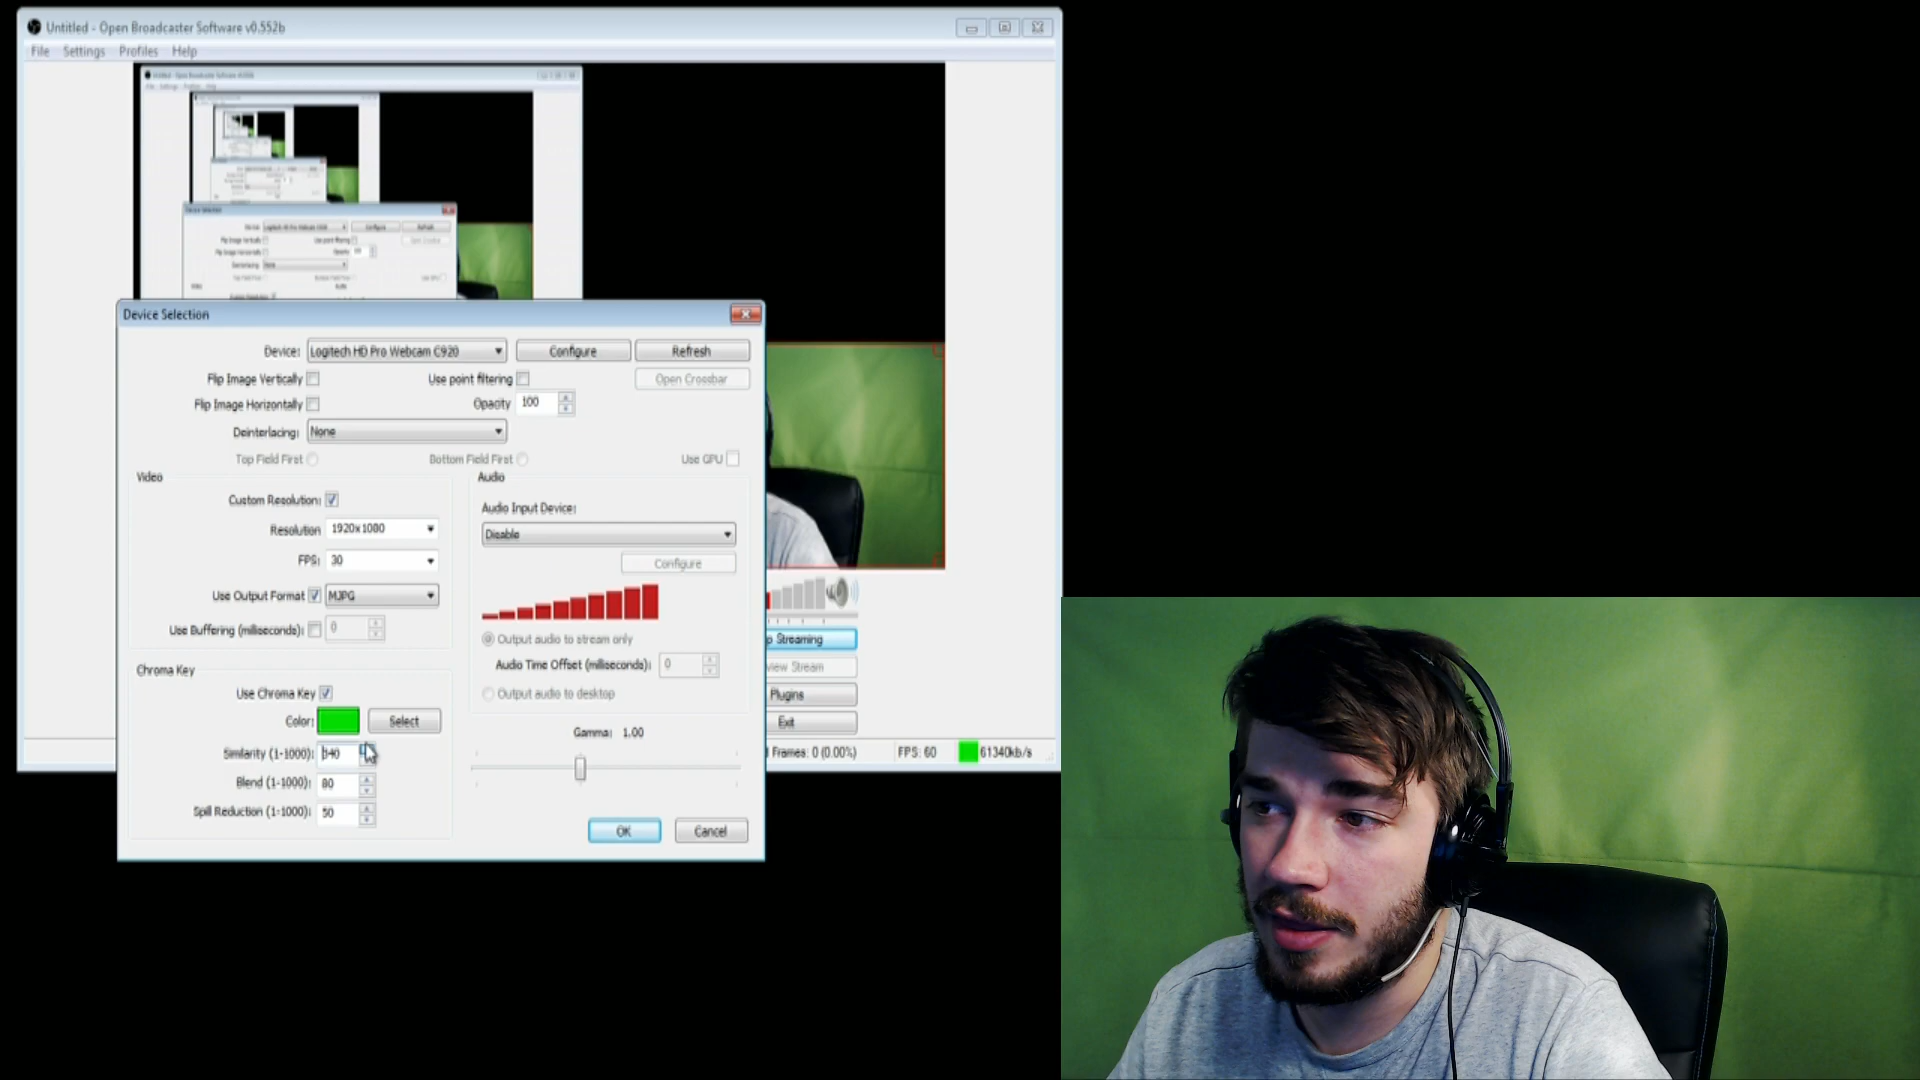 Untitled - Open Broadcaster Software v0.552b
File Settings Profiles Help
Device Selection
Device: Logitech HD Pro Webcam C920 Configure Refresh
Flip Image Vertically Use point filtering Open Crossbar
Flip Image Horizontally Opacity 100
Deinterlacing: None
Top Field First Bottom Field First Use GPU
Video Audio
Custom Resolution:
Audio Input Device:
Resolution 1920x1080
Disable
FPS: 30
Configure
Use Output Format MJPG
Use Buffering (miliseconds): 0
Output audio to stream only
Audio Time Offset (miliseconds): 0
Output audio to desktop
Chroma Key
Use Chroma Key
Color: Select
Gamma: 1.00
Similarity (1-1000): 340
Blend (1-1000): 80
Spill Reduction (1-1000): 50
OK Cancel
p Streaming
view Stream
Plugins
Exit
Frames: 0 (0.00%) FPS: 60 61340kb/s